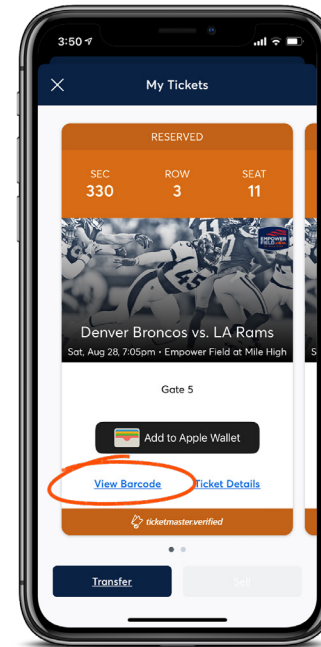 3:50
My Tickets
RESERVED
SEC ROW SEAT
330 3 11
EMPOWER
FIELD
45
Denver Broncos vs. LA Rams
Sat, Aug 28, 7:05pm • Empower Field at Mile High
S
Gate 5
Add to Apple Wallet
View Barcode Ticket Details
ticketmaster.verified
Transfer Sell